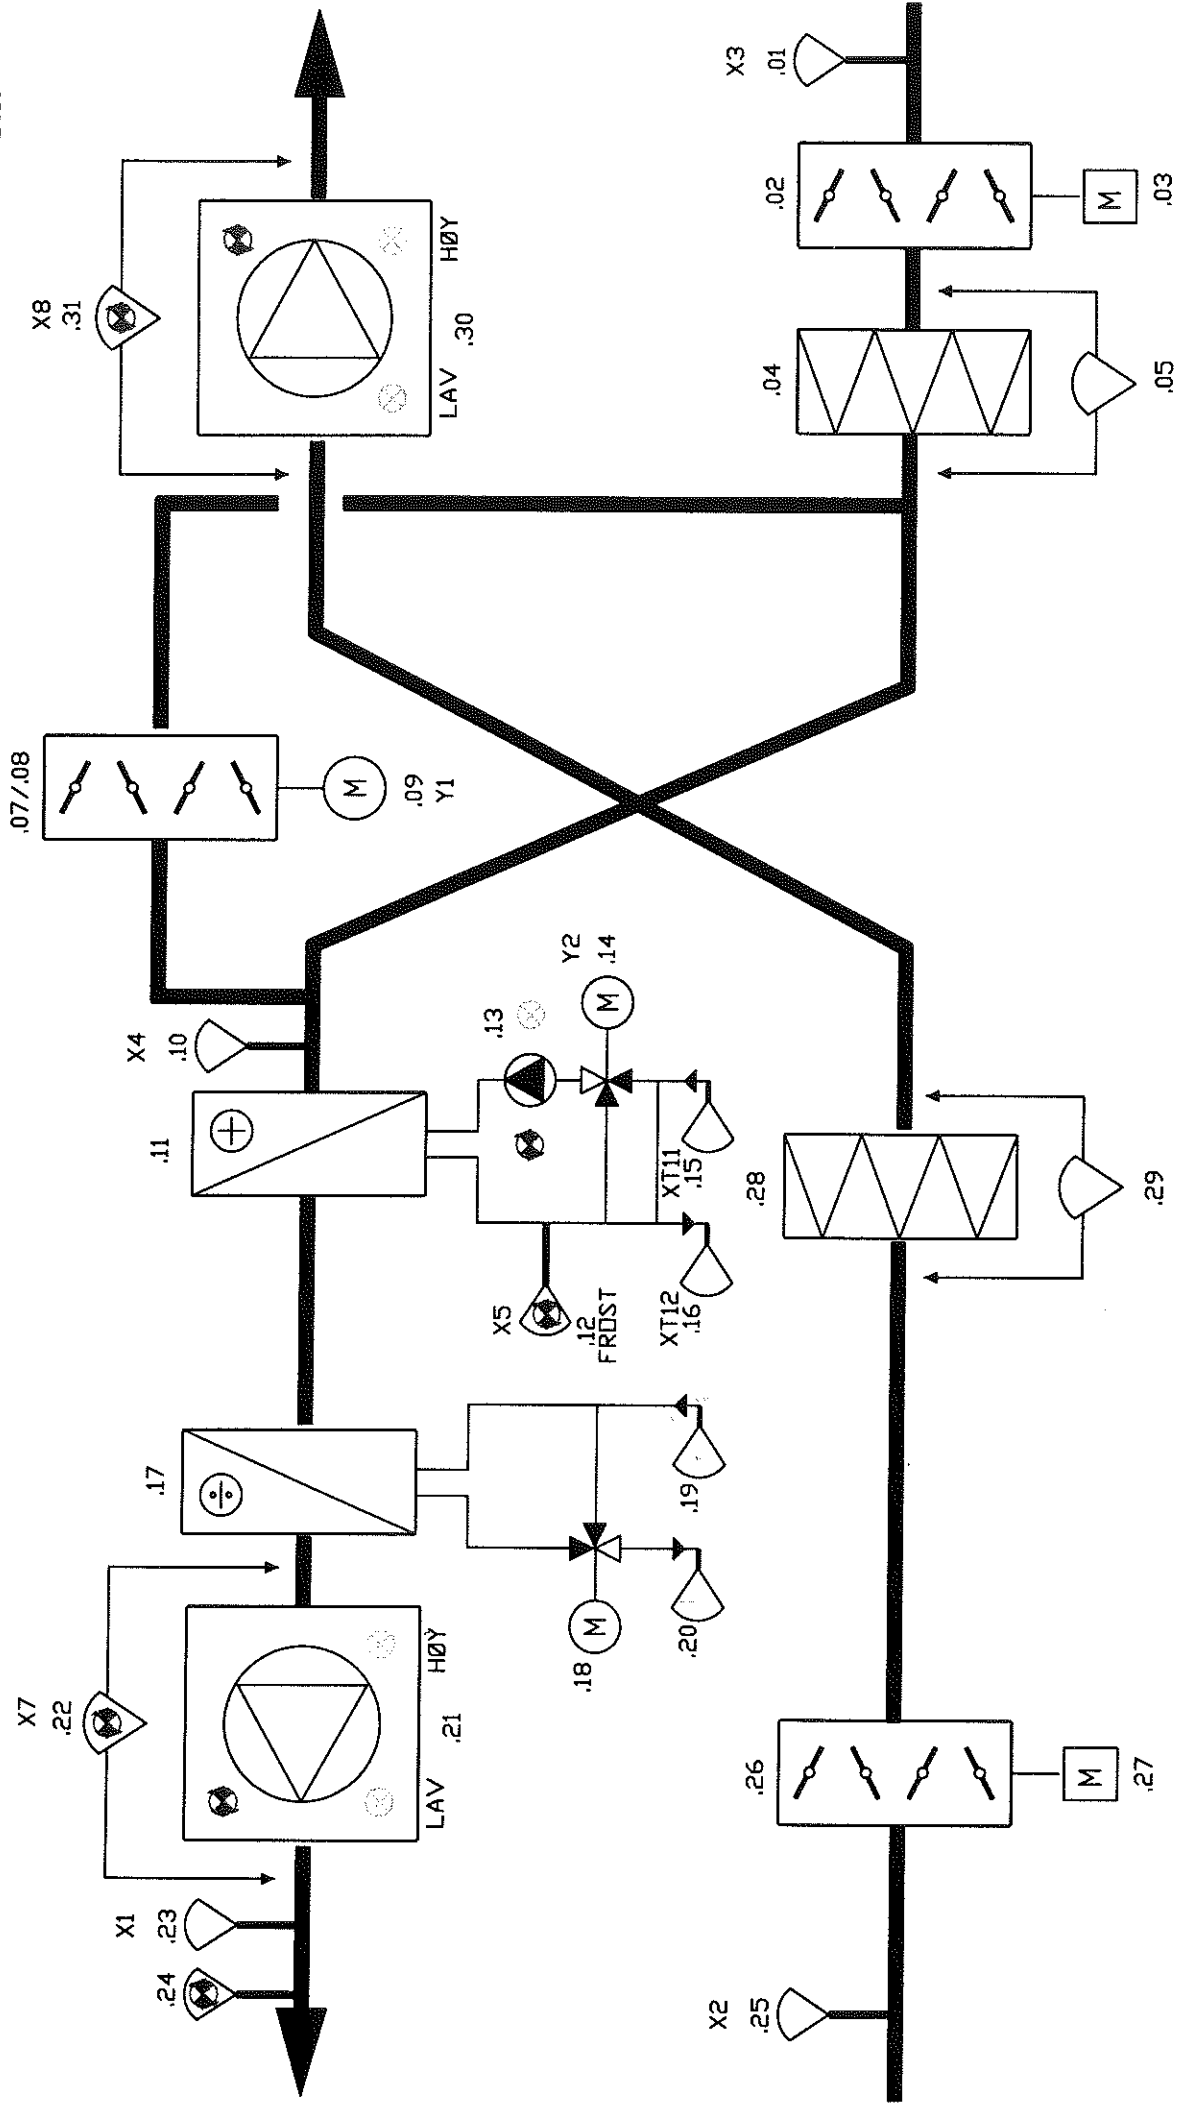 .24
X1
.23
X7
.22
LAV
HØY
.21
.17
M
.18
.20
.19
.11
X4
.10
X5
.12
FROST
XT12
.16
XT11
.15
.13
Y2
.14
M
.07/.08
M
.09
Y1
X8
.31
LAV
HØY
.30
X2
.25
.26
M
.27
.28
.29
.04
.05
.02
M
.03
X3
.01